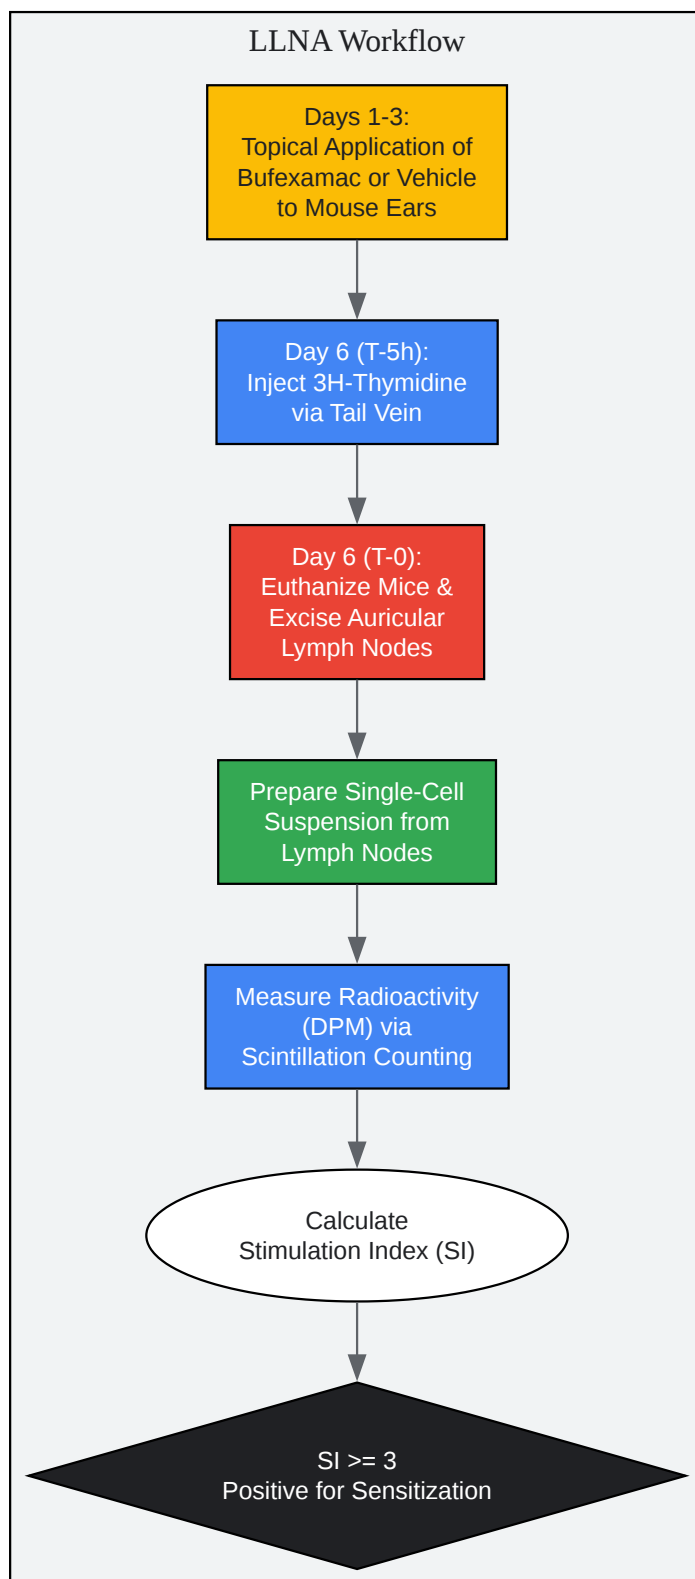 LLNA Workflow
Days 1-3:
Topical Application of
Bufexamac or Vehicle
to Mouse Ears
Day 6 (T-5h):
Inject 3H-Thymidine
via Tail Vein
Day 6 (T-0):
Euthanize Mice &
Excise Auricular
Lymph Nodes
Prepare Single-Cell
Suspension from
Lymph Nodes
Measure Radioactivity
(DPM) via
Scintillation Counting
Calculate
Stimulation Index (SI)
SI >= 3
Positive for Sensitization